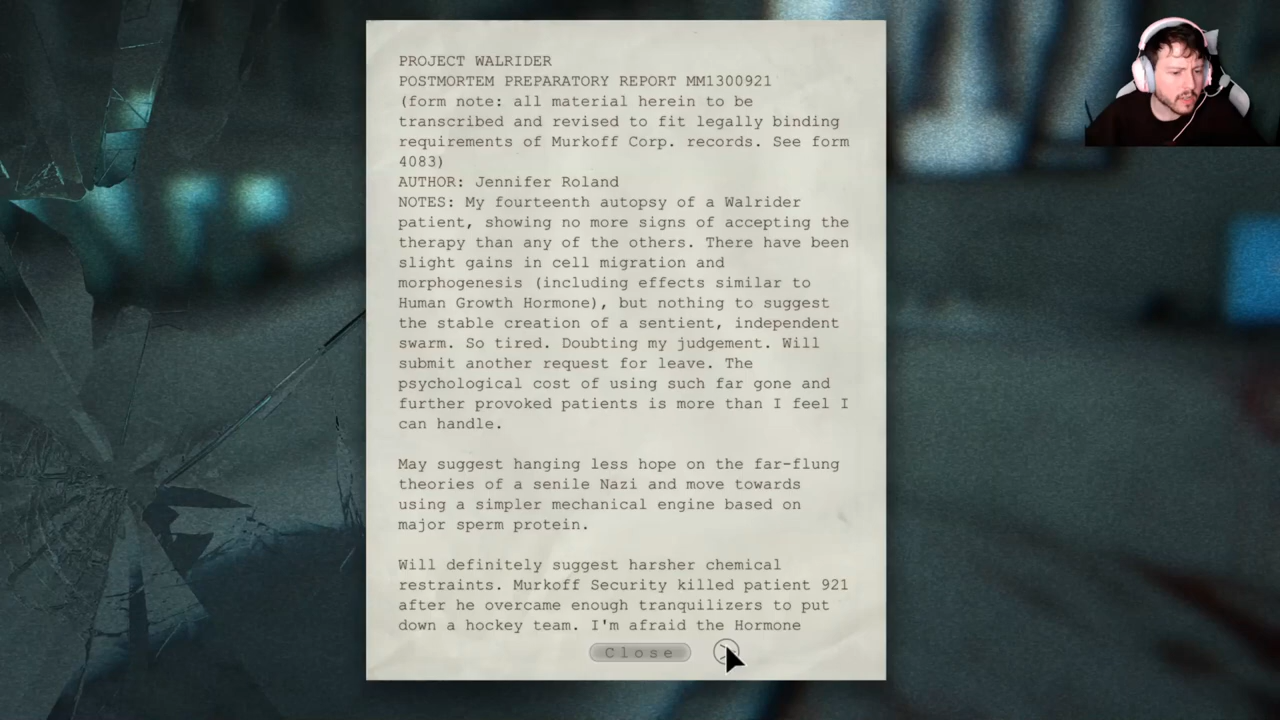 PROJECT WALRIDER
POSTMORTEM PREPARATORY REPORT MM1300921
(form note: all material herein to be
transcribed and revised to fit legally binding
requirements of Murkoff Corp. records. See form
4083)
AUTHOR: Jennifer Roland
NOTES: My fourteenth autopsy of a Walrider
patient, showing no more signs of accepting the
therapy than any of the others. There have been
slight gains in cell migration and
morphogenesis (including effects similar to
Human Growth Hormone), but nothing to suggest
the stable creation of a sentient, independent
swarm. So tired. Doubting my judgement. Will
submit another request for leave. The
psychological cost of using such far gone and
further provoked patients is more than I feel I
can handle.
May suggest hanging less hope on the far-flung
theories of a senile Nazi and move towards
using a simpler mechanical engine based on
major sperm protein.
Will definitely suggest harsher chemical
restraints. Murkoff Security killed patient 921
after he overcame enough tranquilizers to put
down a hockey team. I'm afraid the Hormone
Close